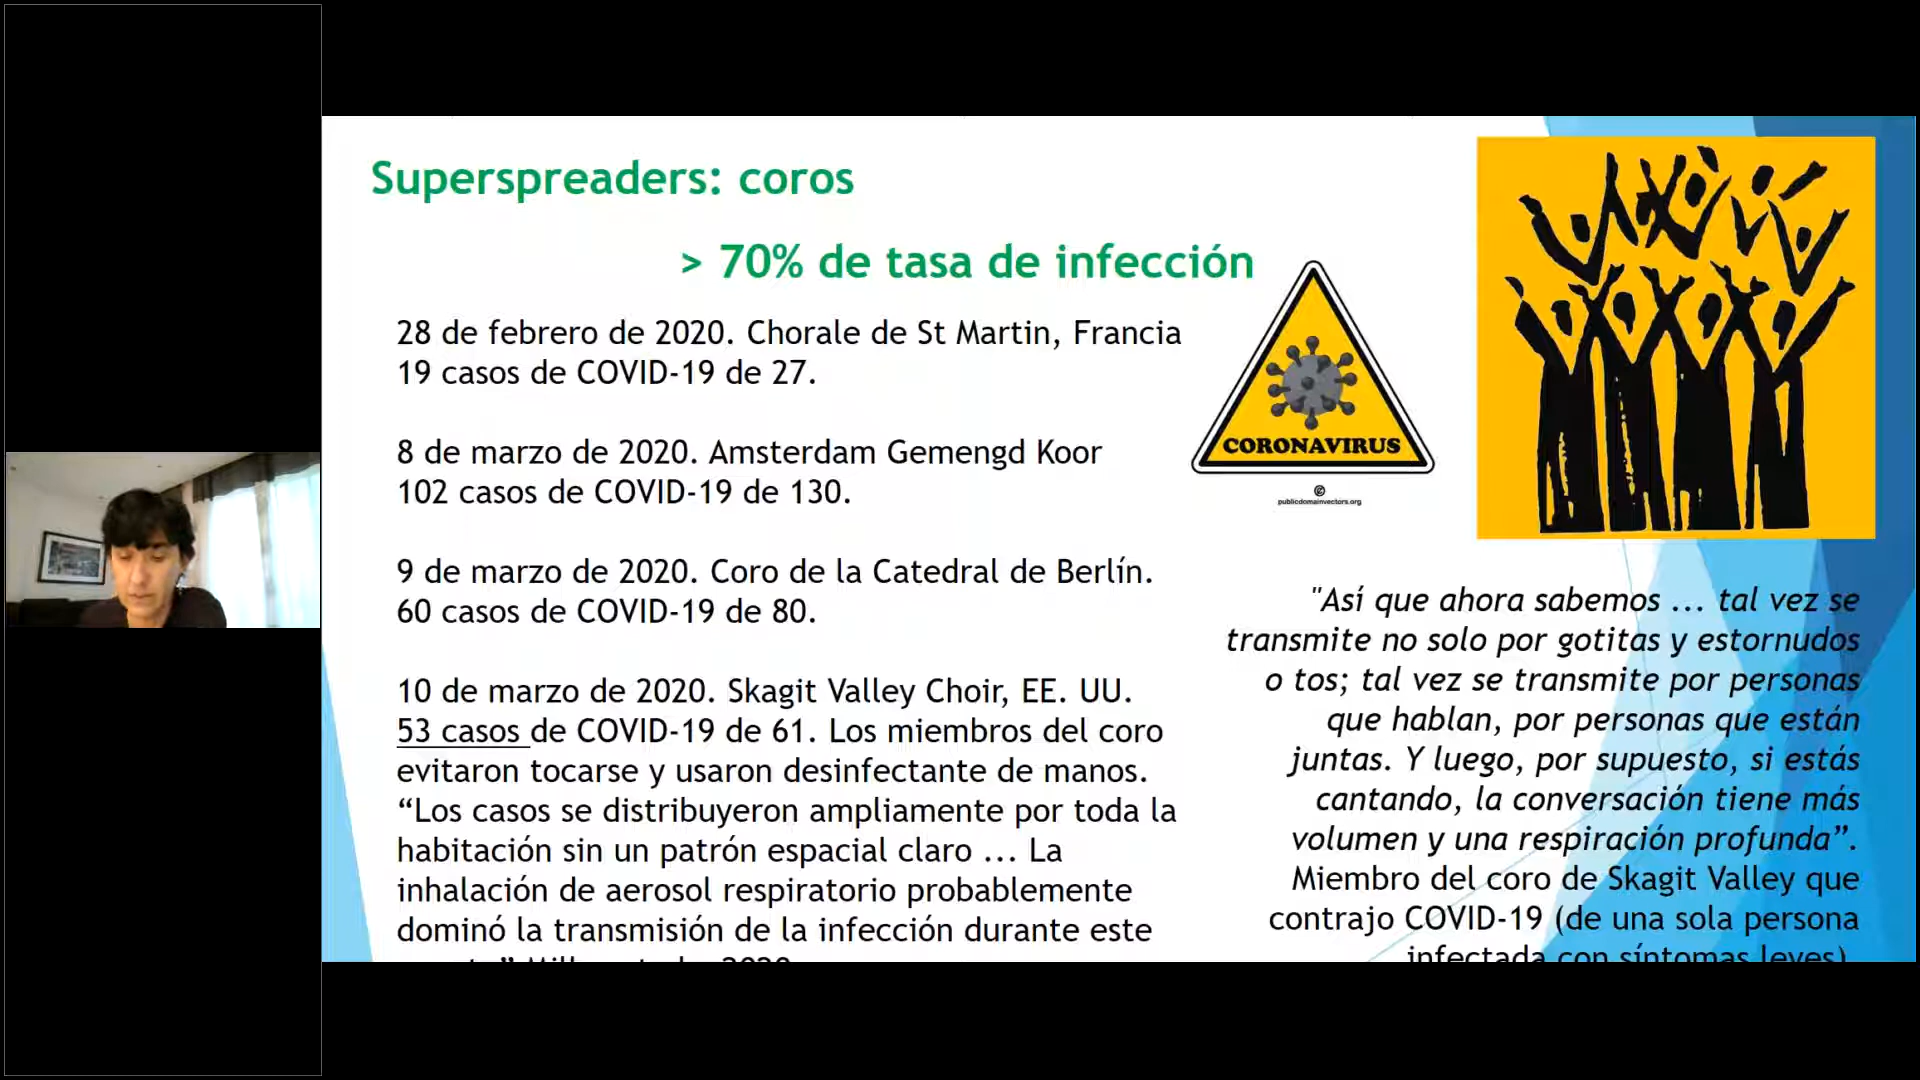 Superspreaders: coros
> 70% de tasa de infección
28 de febrero de 2020. Chorale de St Martin, Francia
19 casos de COVID-19 de 27.
8 de marzo de 2020. Amsterdam Gemengd Koor
102 casos de COVID-19 de 130.
9 de marzo de 2020. Coro de la Catedral de Berlín.
60 casos de COVID-19 de 80.
10 de marzo de 2020. Skagit Valley Choir, EE. UU.
53 casos de COVID-19 de 61. Los miembros del coro
evitaron tocarse y usaron desinfectante de manos.
“Los casos se distribuyeron ampliamente por toda la
habitación sin un patrón espacial claro ... La
inhalación de aerosol respiratorio probablemente
dominó la transmisión de la infección durante este
2020
CORONAVIRUS
publicdomainvectors.org
"Así que ahora sabemos ... tal vez se
transmite no solo por gotitas y estornudos
o tos; tal vez se transmite por personas
que hablan, por personas que están
juntas. Y luego, por supuesto, si estás
cantando, la conversación tiene más
volumen y una respiración profunda”.
Miembro del coro de Skagit Valley que
contrajo COVID-19 (de una sola persona
infectada con síntomas leves)